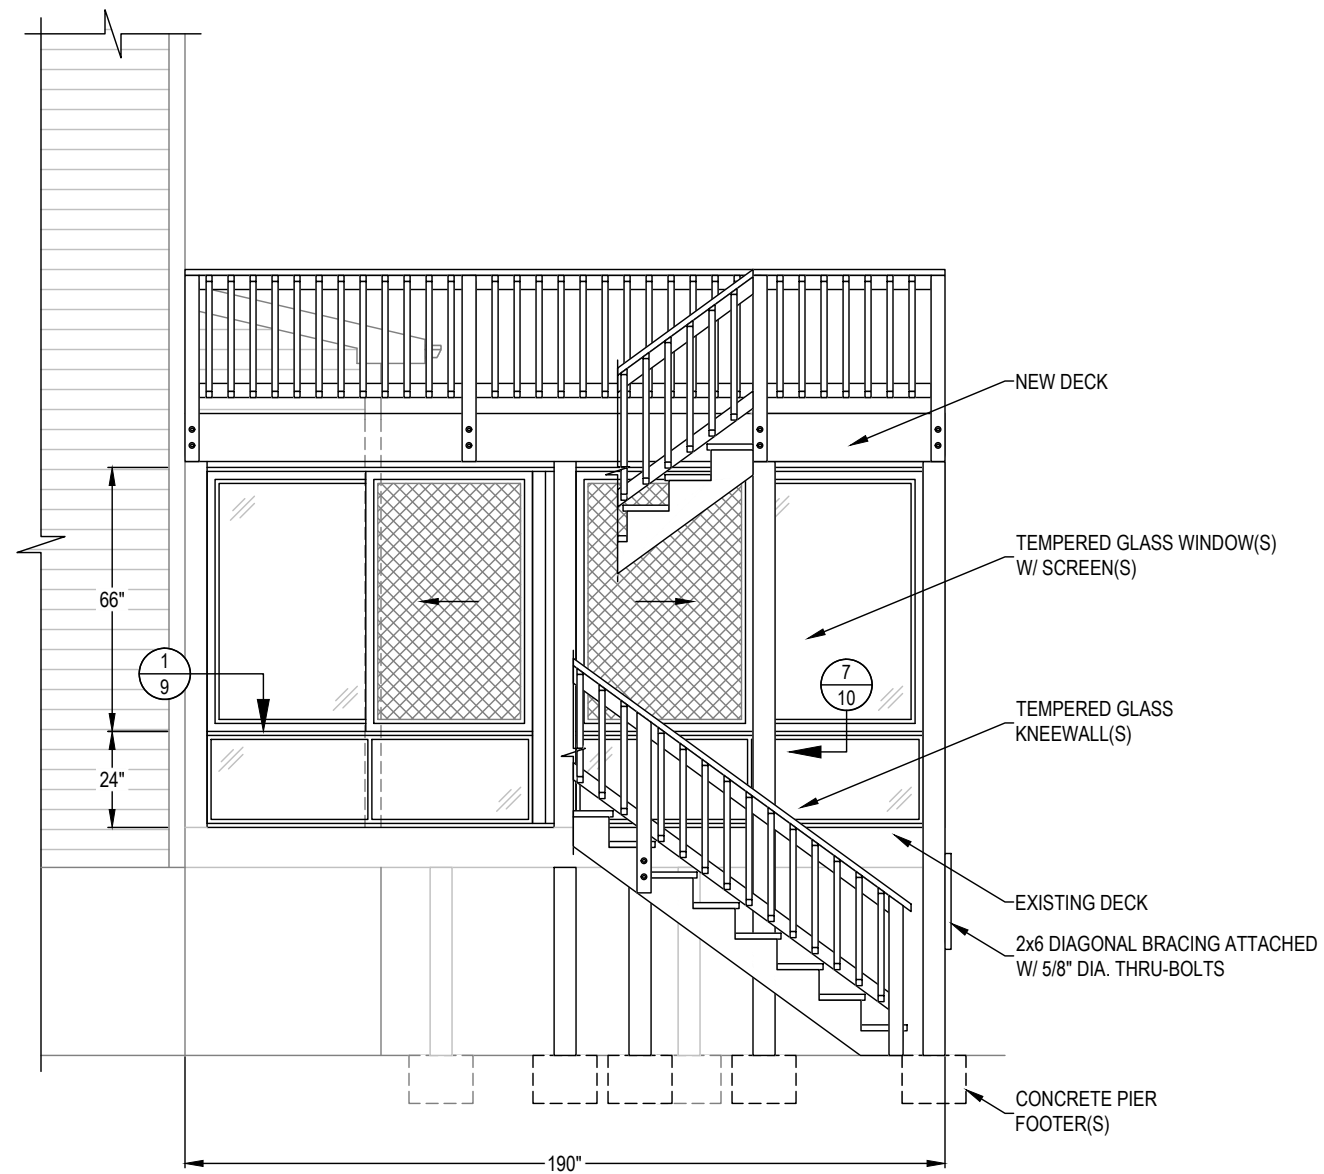 NEW DECK
TEMPERED GLASS WINDOW(S)
W/ SCREEN(S)
66"
1
9
7
10
TEMPERED GLASS
KNEEWALL(S)
24"
EXISTING DECK
2x6 DIAGONAL BRACING ATTACHED
W/ 5/8" DIA. THRU-BOLTS
CONCRETE PIER
FOOTER(S)
190"